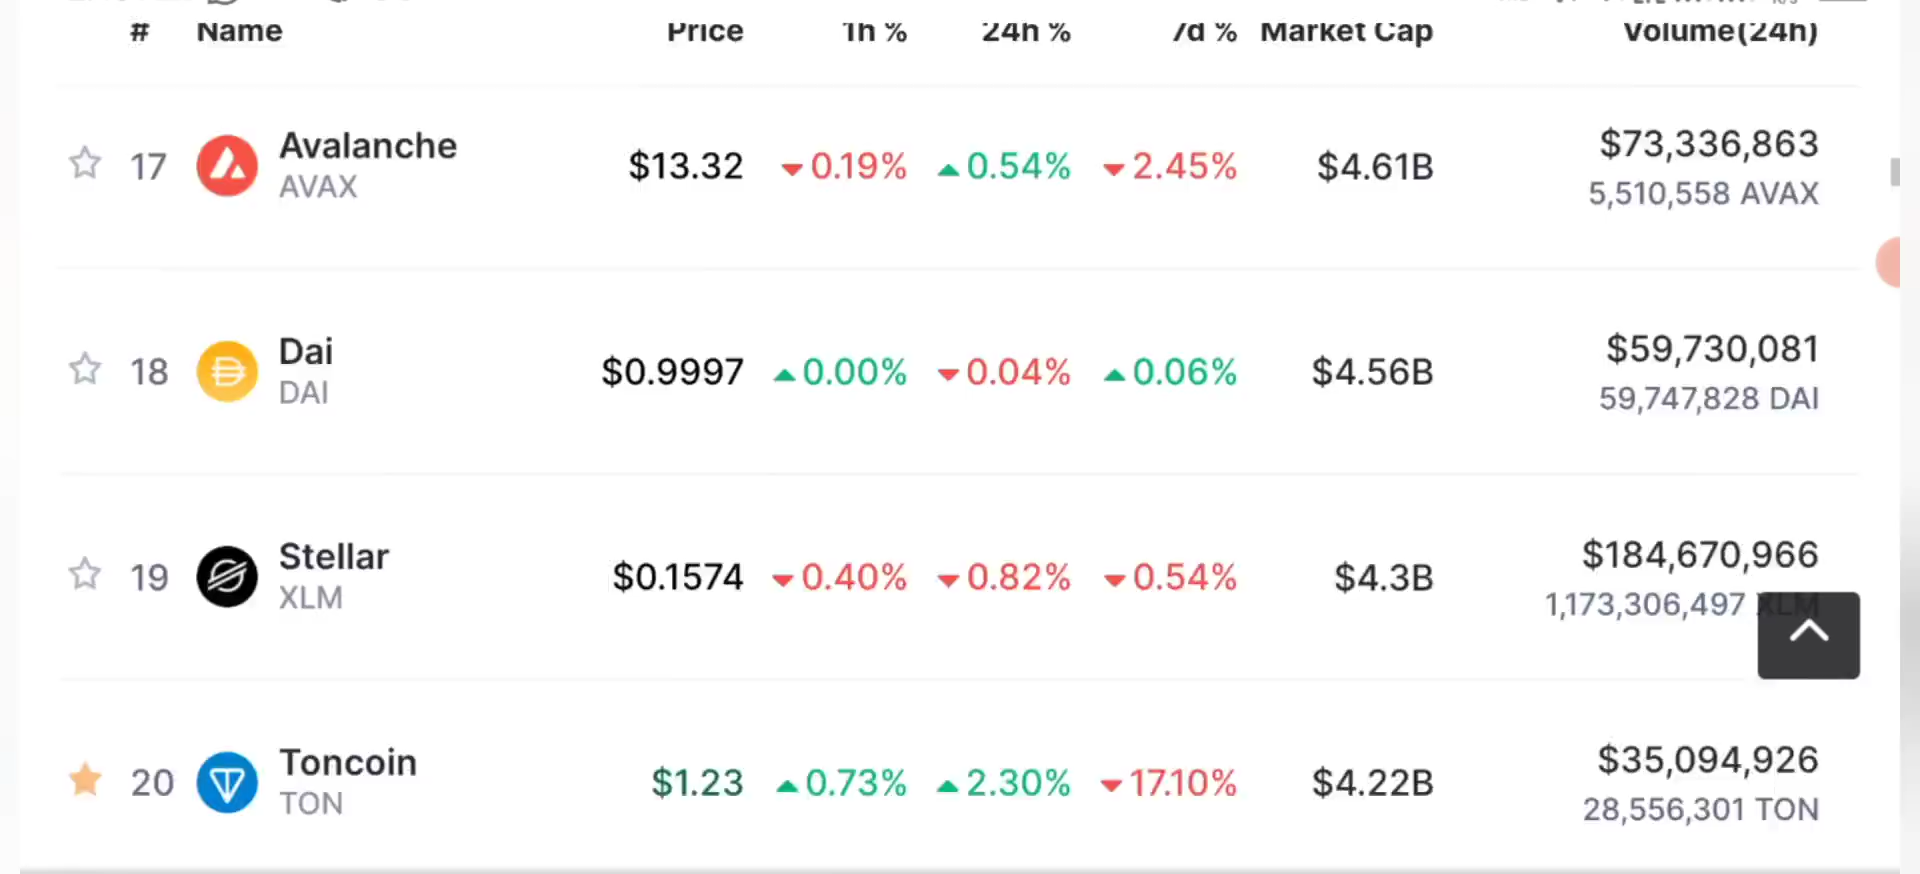 # Name Price 1h % 24h % 7d % Market Cap Volume(24h)
17 Avalanche AVAX $13.32 0.19% 0.54% 2.45% $4.61B $73,336,863
5,510,558 AVAX
18 Dai DAI $0.9997 0.00% 0.04% 0.06% $4.56B $59,730,081
59,747,828 DAI
19 Stellar XLM $0.1574 0.40% 0.82% 0.54% $4.3B $184,670,966
1,173,306,497 XLM
20 Toncoin TON $1.23 0.73% 2.30% 17.10% $4.22B $35,094,926
28,556,301 TON